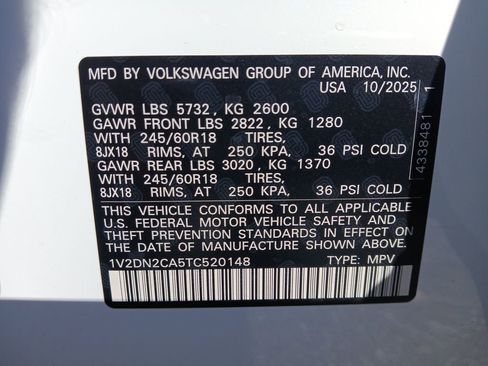 MFD BY VOLKSWAGEN GROUP OF AMERICA, INC.
USA 10/2025
GVWR LBS 5732, KG 2600
GAWR FRONT LBS 2822, KG 1280
WITH 245/60R18 TIRES,
8JX18 RIMS, AT 250 KPA, 36 PSI COLD
GAWR REAR LBS 3020, KG 1370
WITH 245/60R18 TIRES,
8JX18 RIMS, AT 250 KPA, 36 PSI COLD
THIS VEHICLE CONFORMS TO ALL APPLICABLE
U.S. FEDERAL MOTOR VEHICLE SAFETY AND
THEFT PREVENTION STANDARDS IN EFFECT ON
THE DATE OF MANUFACTURE SHOWN ABOVE.
1V2DN2CA5TC520148 TYPE: MPV
4338481 1